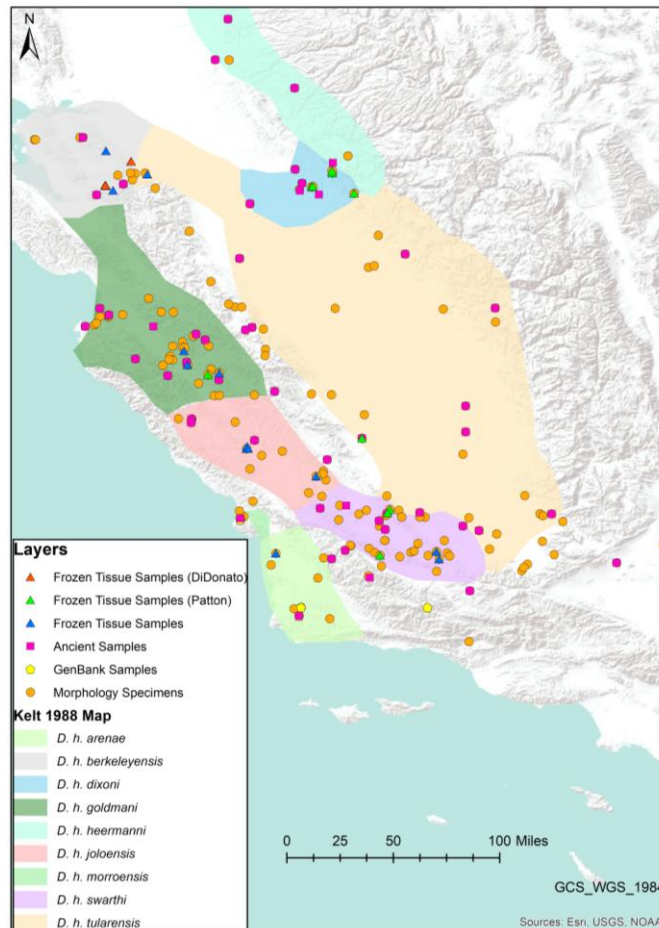 N
Layers
Frozen Tissue Samples (DiDonato)
Frozen Tissue Samples (Patton)
Frozen Tissue Samples
Ancient Samples
GenBank Samples
Morphology Specimens
Kelt 1988 Map
D. h. arenae
D. h. berkeleyensis
D. h. dixoni
D. h. goldmani
D. h. heermanni
D. h. joloensis
D. h. morroensis
D. h. swarthi
D. h. tularensis
0 25 50 100 Miles
GCS_WGS_1984
Sources: Esri, USGS, NOAA